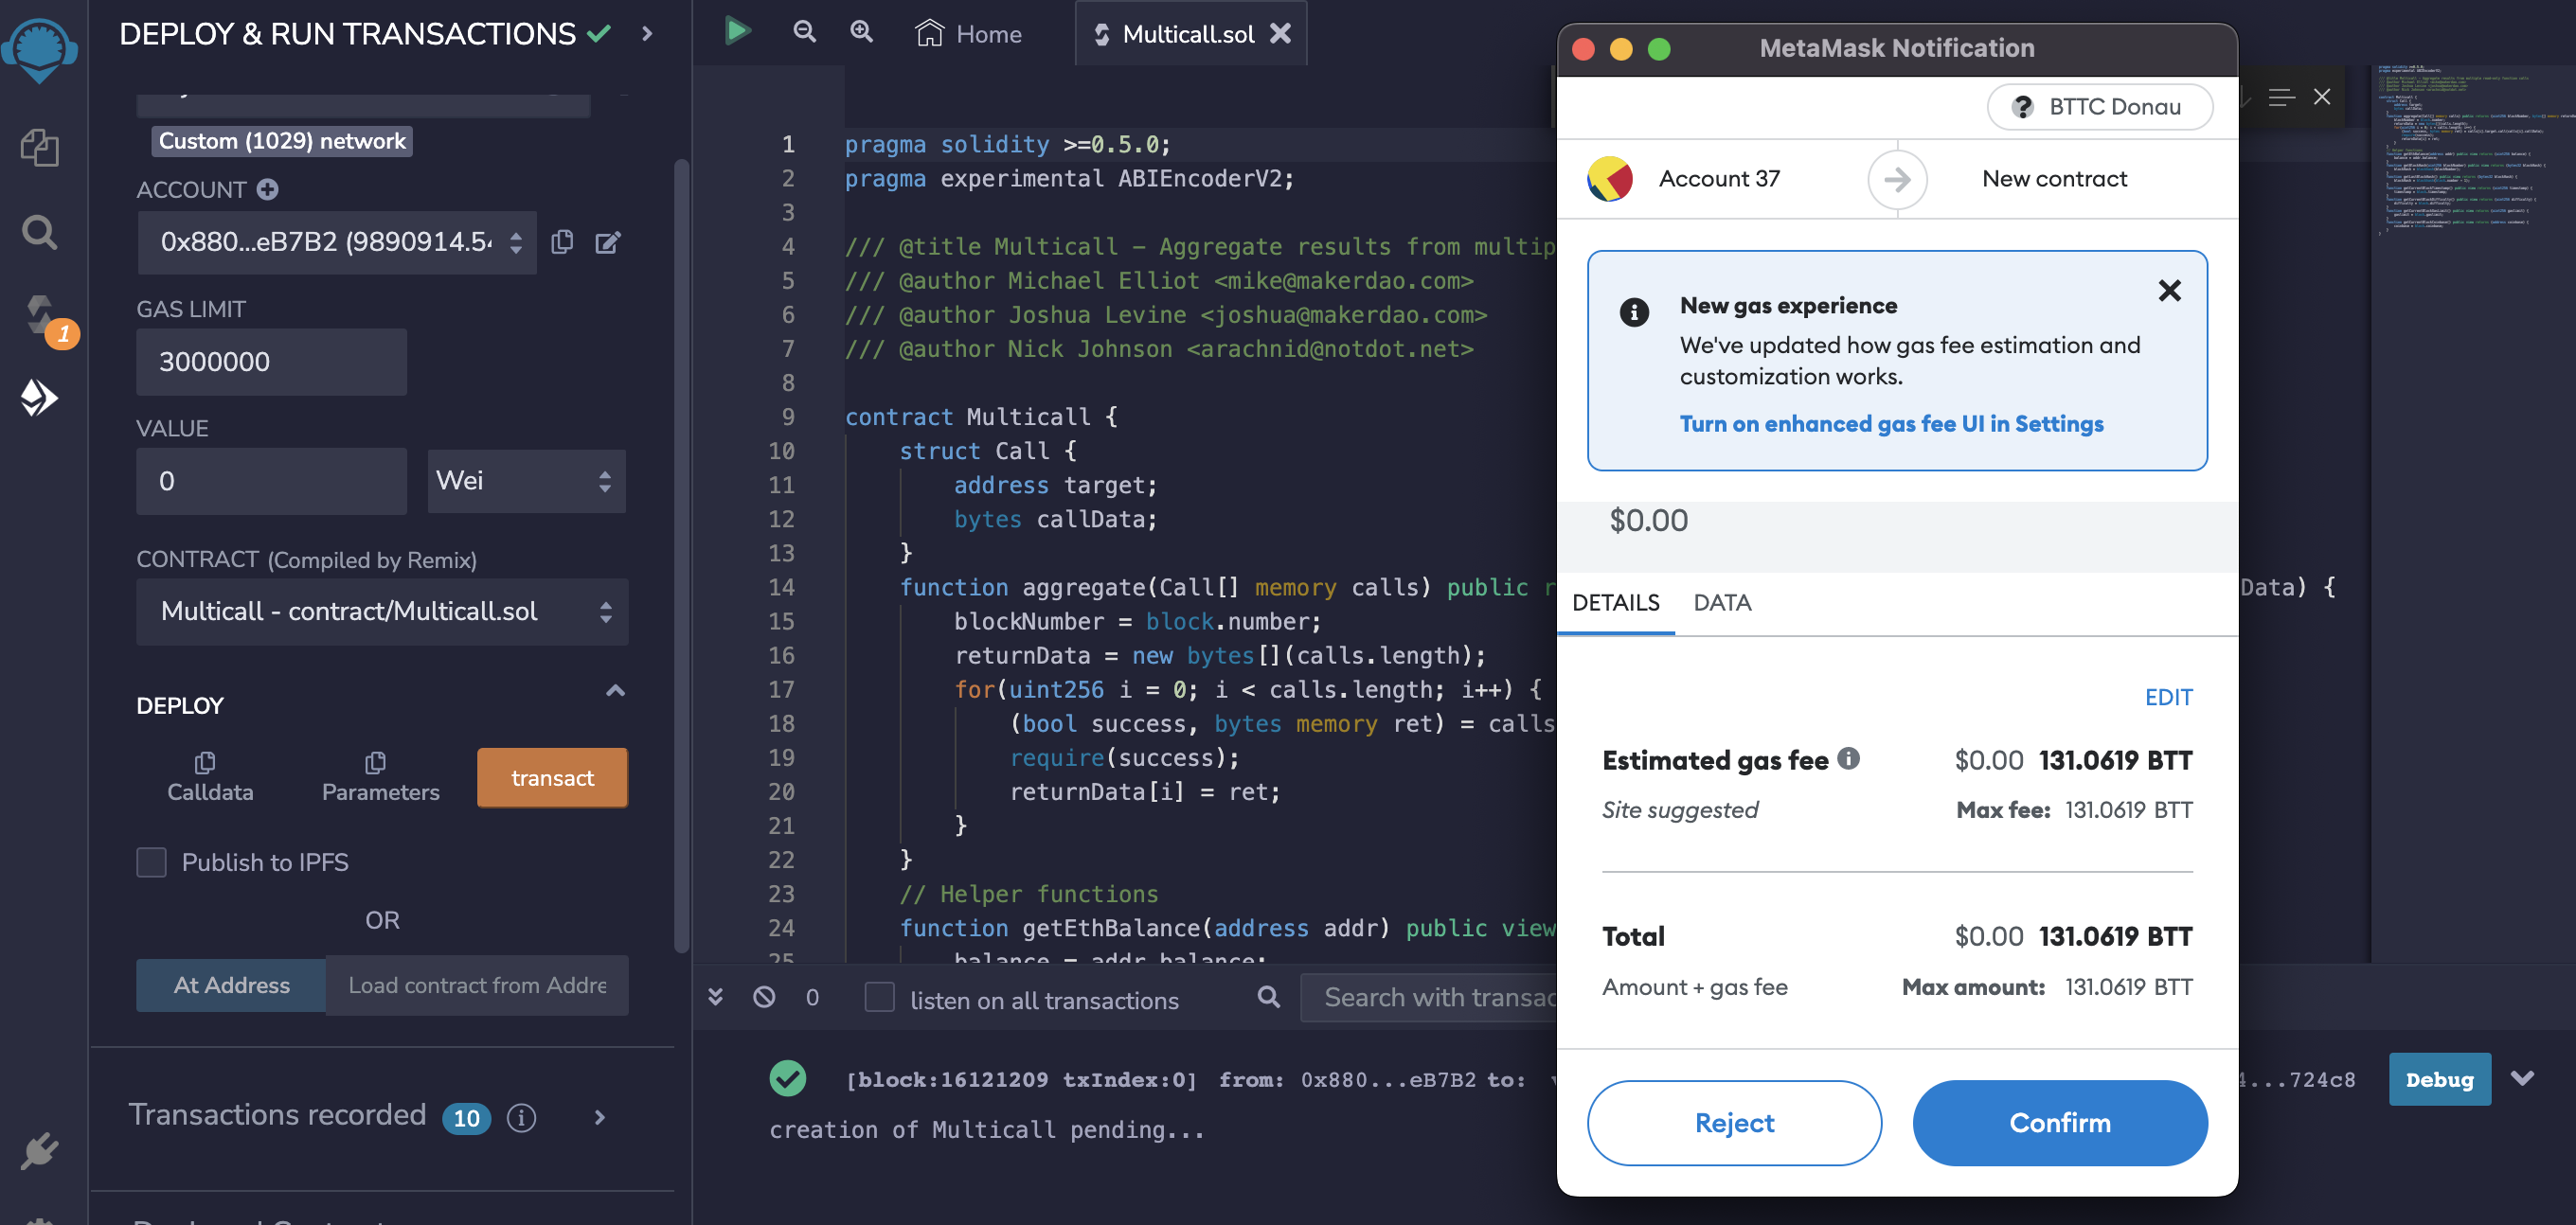 DEPLOY & RUN TRANSACTIONS
Custom (1029) network
ACCOUNT
0x880...eB7B2 (9890914.54
GAS LIMIT
3000000
VALUE
0
Wei
CONTRACT (Compiled by Remix)
Multicall - contract/Multicall.sol
DEPLOY
Calldata
Parameters
transact
Publish to IPFS
OR
At Address
Load contract from Addre
Transactions recorded 10 i
1
Home
Multicall.sol
1 pragma solidity >=0.5.0;
2 pragma experimental ABIEncoderV2;
3
4 /// @title Multicall - Aggregate results from multip
5 /// @author Michael Elliot <mike@makerdao.com>
6 /// @author Joshua Levine <joshua@makerdao.com>
7 /// @author Nick Johnson <arachnid@notdot.net>
8
9 contract Multicall {
10 struct Call {
11 address target;
12 bytes callData;
13 }
14 function aggregate(Call[] memory calls) public r Data) {
15 blockNumber = block.number;
16 returnData = new bytes[](calls.length);
17 for(uint256 i = 0; i < calls.length; i++) {
18 (bool success, bytes memory ret) = calls
19 require(success);
20 returnData[i] = ret;
21 }
22 }
23 // Helper functions
24 function getEthBalance(address addr) public view
25 balance = addr.balance;
0
listen on all transactions
Search with transac
[block:16121209 txIndex:0] from: 0x880...eB7B2 to:
4...724c8
Debug
creation of Multicall pending...
MetaMask Notification
? BTTC Donau
Account 37
New contract
New gas experience
We've updated how gas fee estimation and
customization works.
Turn on enhanced gas fee UI in Settings
$0.00
DETAILS
DATA
EDIT
Estimated gas fee i $0.00 131.0619 BTT
Site suggested Max fee: 131.0619 BTT
Total $0.00 131.0619 BTT
Amount + gas fee Max amount: 131.0619 BTT
Reject
Confirm